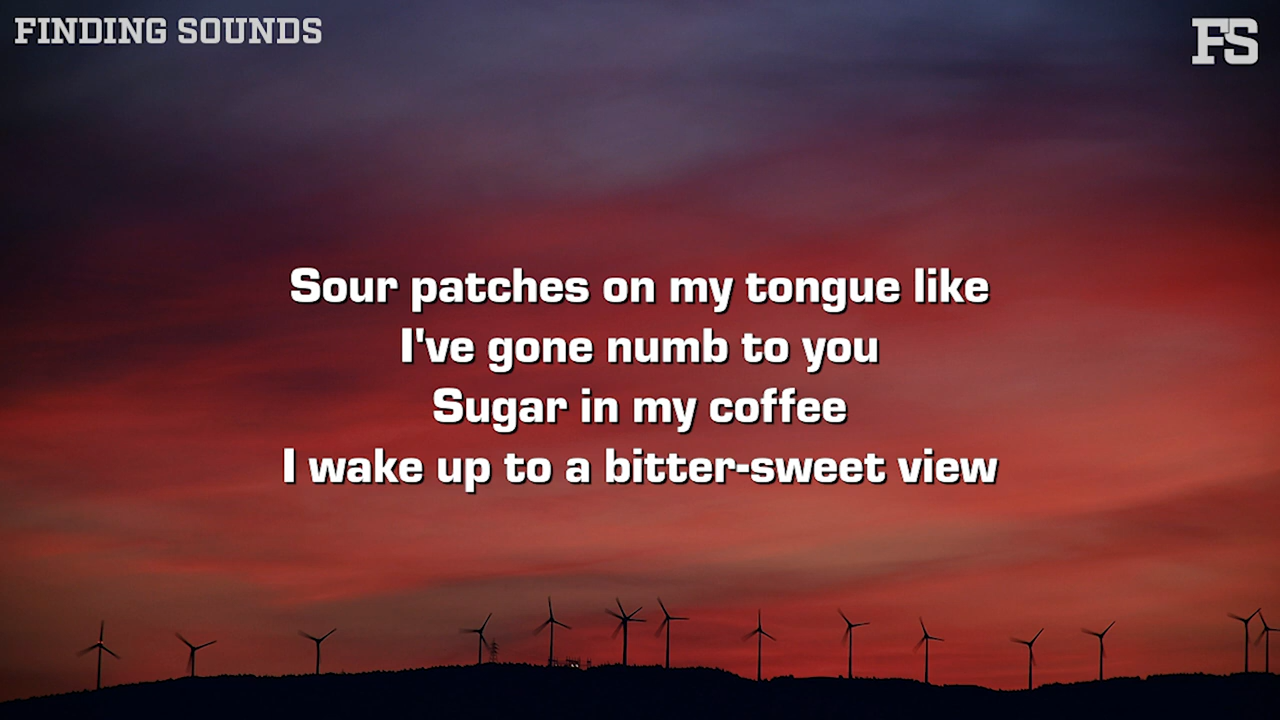 FINDING SOUNDS
FS
Sour patches on my tongue like
I've gone numb to you
Sugar in my coffee
I wake up to a bitter-sweet view